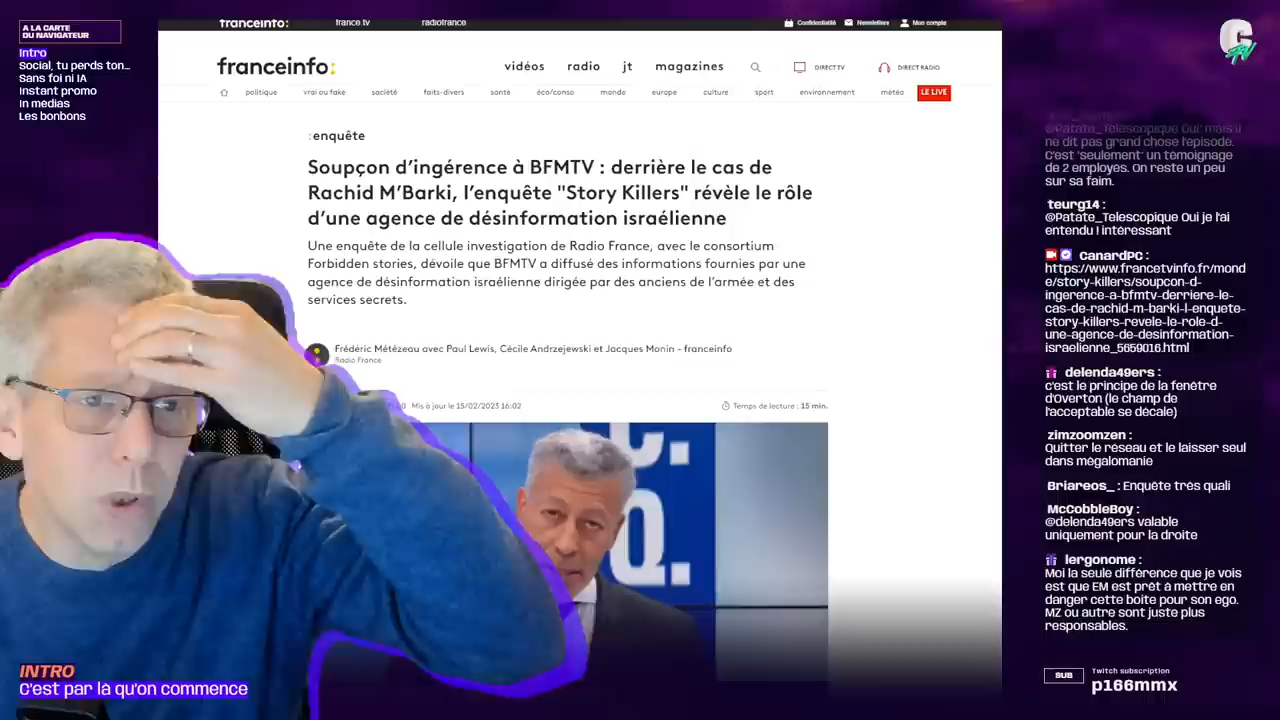 A LA CARTE
DU NAVIGATEUR
Intro
Social, tu perds ton...
Sans foi ni IA
Instant promo
In medias
Les bonbons
franceinfo:
france.tv
radiofrance
Confidentialité
Newsletters
Mon compte
franceinfo:
vidéos
radio
jt
magazines
DIRECT TV
DIRECT RADIO
politique
vrai ou fake
société
faits-divers
santé
éco/conso
monde
europe
culture
sport
environnement
météo
LE LIVE
:enquête
Soupçon d'ingérence à BFMTV : derrière le cas de
Rachid M'Barki, l'enquête "Story Killers" révèle le rôle
d'une agence de désinformation israélienne
Une enquête de la cellule investigation de Radio France, avec le consortium
Forbidden stories, dévoile que BFMTV a diffusé des informations fournies par une
agence de désinformation israélienne dirigée par des anciens de l'armée et des
services secrets.
Frédéric Métézeau avec Paul Lewis, Cécile Andrzejewski et Jacques Monin - franceinfo
Radio France
Mis à jour le 15/02/2023 16:02
Temps de lecture : 15 min.
C.
Q.
C
TV
@Patate_Telescopique Oui, mais il
ne dit pas grand chose l'épisode.
C'est 'seulement' un témoignage
de 2 employés. On reste un peu
sur sa faim.
teurg14 :
@Patate_Telescopique Oui je l'ai
entendu ! intéressant
CanardPC :
https://www.francetvinfo.fr/mond
e/story-killers/soupcon-d-
ingerence-a-bfmtv-derriere-le-
cas-de-rachid-m-barki-l-enquete-
story-killers-revele-le-role-d-
une-agence-de-desinformation-
israelienne_5659016.html
delenda49ers :
c'est le principe de la fenêtre
d'Overton (le champ de
l'acceptable se décale)
zimzoomzen :
Quitter le réseau et le laisser seul
dans mégalomanie
Briareos_ : Enquête très quali
McCobbleBoy :
@delenda49ers valable
uniquement pour la droite
lergonome :
Moi la seule différence que je vois
est que EM est prêt à mettre en
danger cette boite pour son ego.
MZ ou autre sont juste plus
responsables.
SUB
Twitch subscription
p166mmx
INTRO
C'est par là qu'on commence